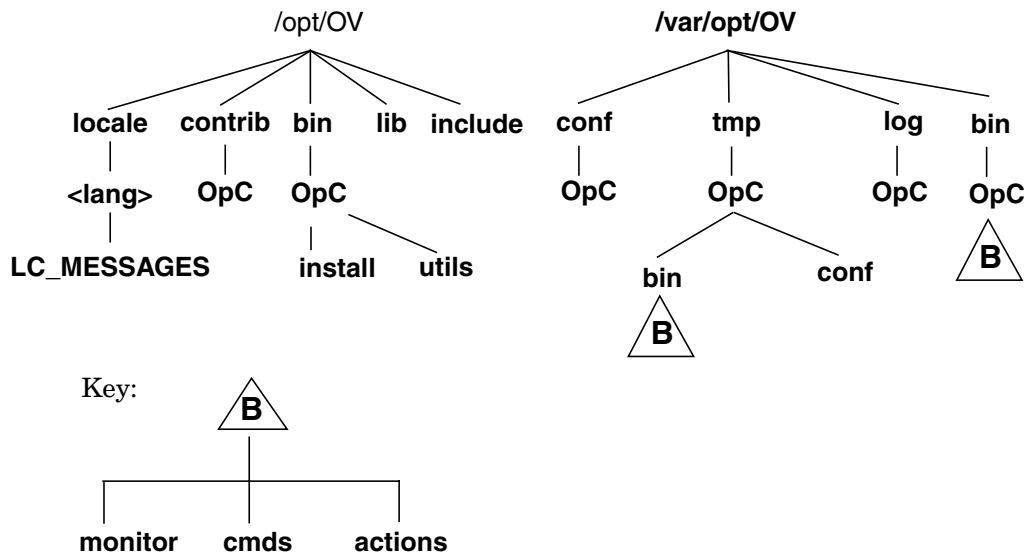 /opt/OV /var/opt/OV
locale contrib bin lib include conf tmp log bin
<lang> OpC OpC OpC OpC OpC OpC
LC_MESSAGES install utils bin conf B
B
Key:
B
monitor cmds actions